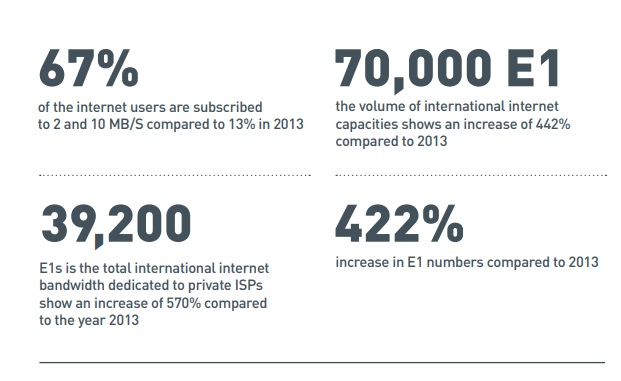 67%
of the internet users are subscribed
to 2 and 10 MB/S compared to 13% in 2013
70,000 E1
the volume of international internet
capacities shows an increase of 442%
compared to 2013
39,200
E1s is the total international internet
bandwidth dedicated to private ISPs
show an increase of 570% compared
to the year 2013
422%
increase in E1 numbers compared to 2013